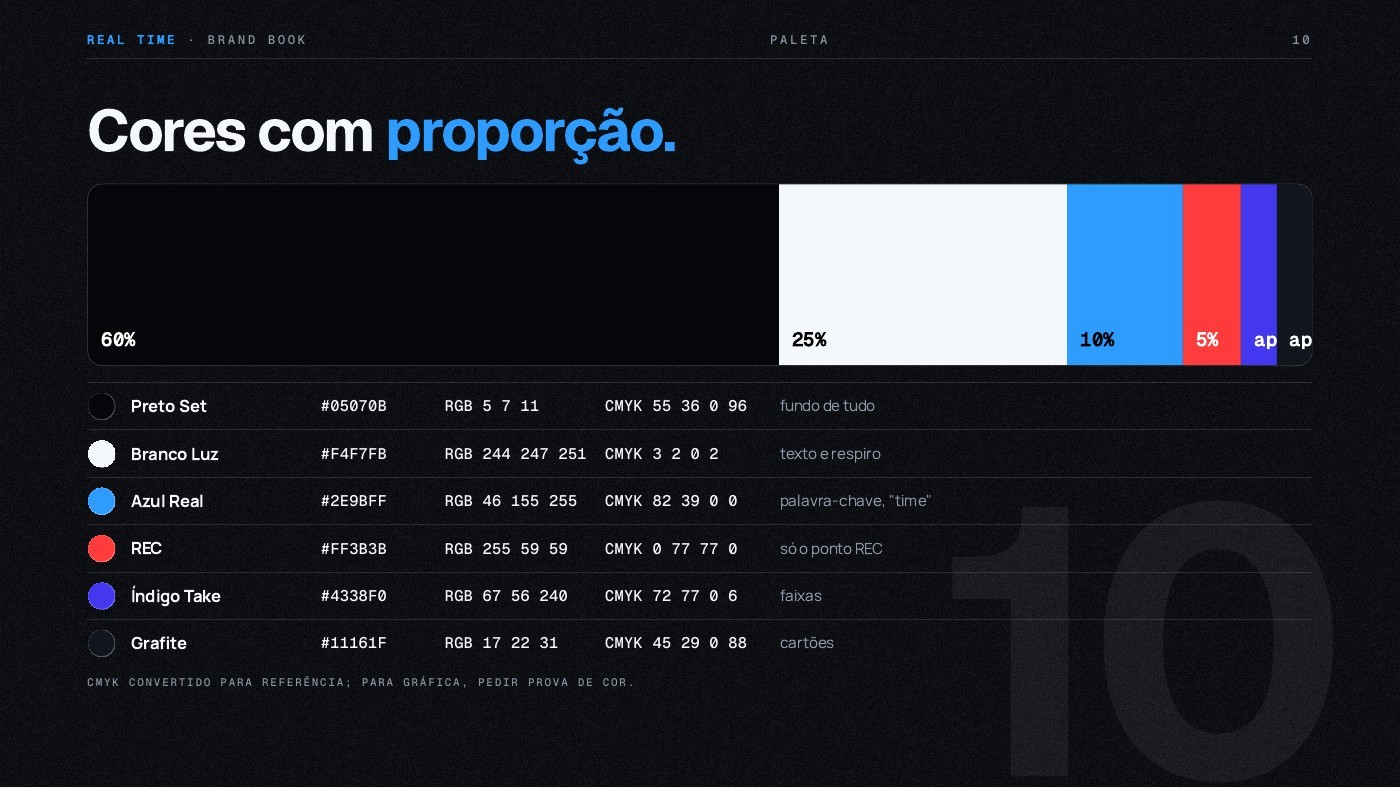 REAL TIME · BRAND BOOK
PALETA
10
Cores com proporção.
60%
25%
10%
5%
ap
ap
Preto Set #05070B RGB 5 7 11 CMYK 55 36 0 96 fundo de tudo
Branco Luz #F4F7FB RGB 244 247 251 CMYK 3 2 0 2 texto e respiro
Azul Real #2E9BFF RGB 46 155 255 CMYK 82 39 0 0 palavra-chave, "time"
REC #FF3B3B RGB 255 59 59 CMYK 0 77 77 0 só o ponto REC
Índigo Take #4338F0 RGB 67 56 240 CMYK 72 77 0 6 faixas
Grafite #11161F RGB 17 22 31 CMYK 45 29 0 88 cartões
CMYK CONVERTIDO PARA REFERÊNCIA; PARA GRÁFICA, PEDIR PROVA DE COR.
10